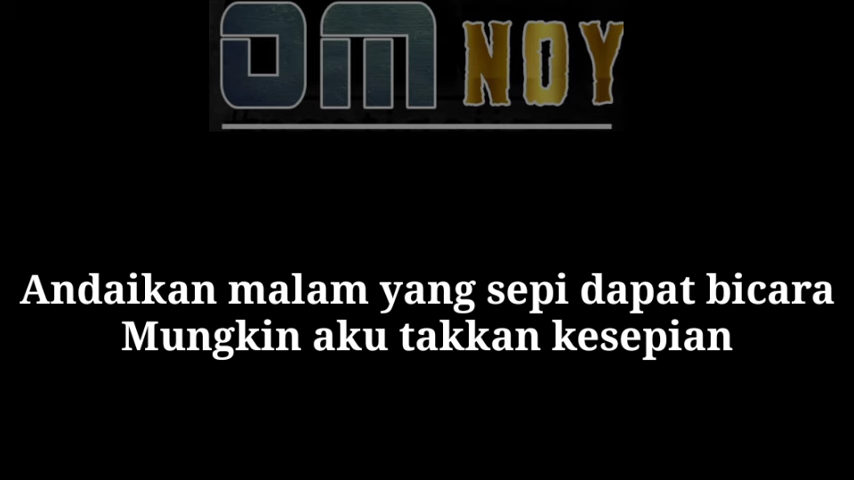 OM NOY
Andaikan malam yang sepi dapat bicara
Mungkin aku takkan kesepian